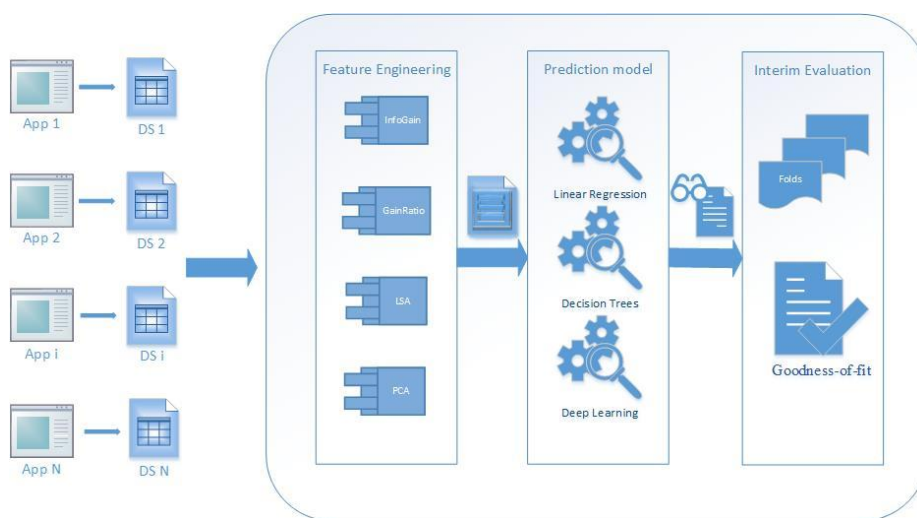 App 1
DS 1
App 2
DS 2
App i
DS i
App N
DS N
Feature Engineering
InfoGain
GainRatio
LSA
PCA
Prediction model
Linear Regression
Decision Trees
Deep Learning
Interim Evaluation
Folds
Goodness-of-fit